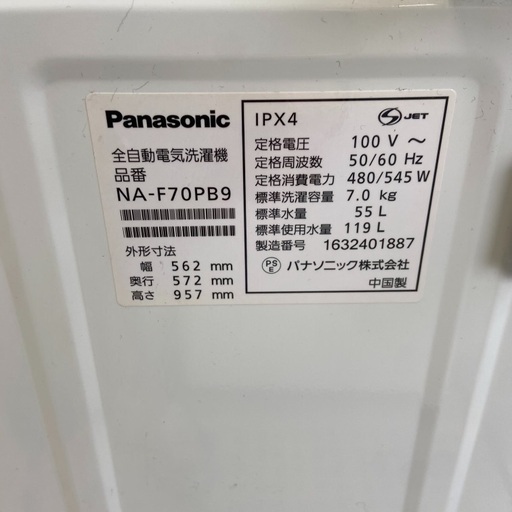 Panasonic
全自動電気洗濯機
品番
NA-F70PB9
外形寸法
幅 562 mm
奥行 572 mm
高さ 957 mm
IPX4
S JET
定格電圧 100 V ～
定格周波数 50/60 Hz
定格消費電力 480/545 W
標準洗濯容量 7.0 kg
標準水量 55 L
標準使用水量 119 L
製造番号 1632401887
PS E パナソニック株式会社
中国製